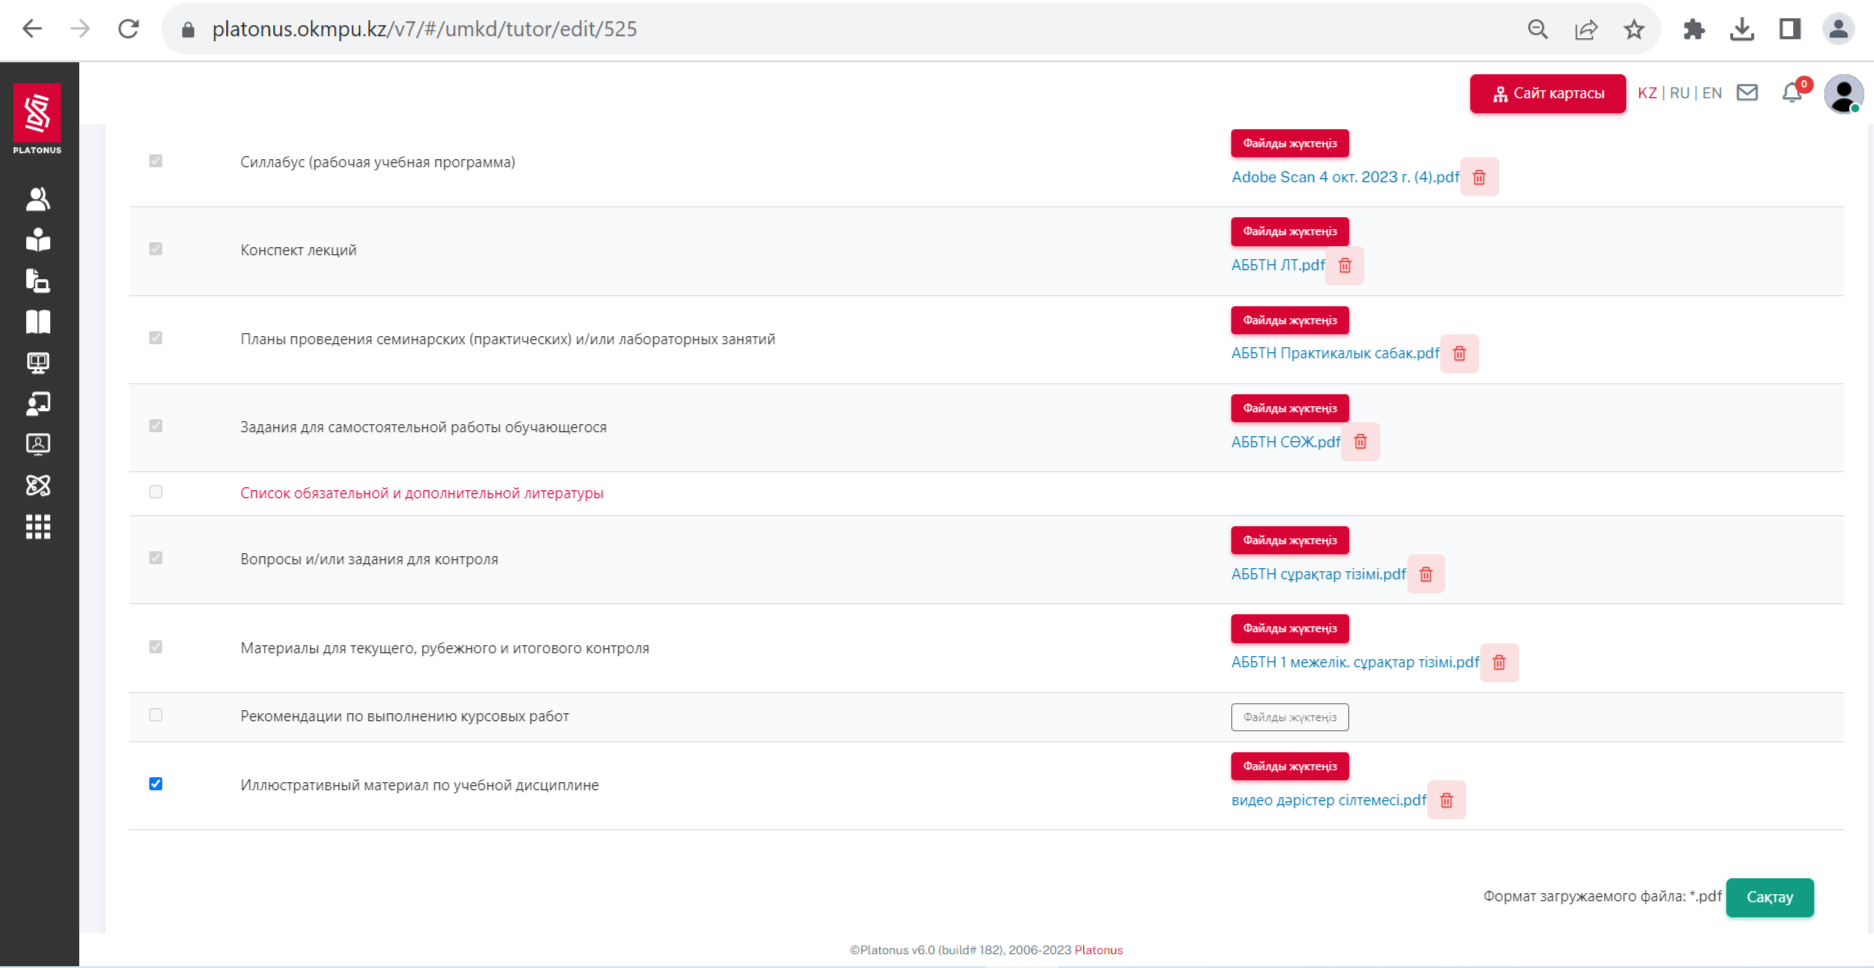 platonus.okmpu.kz/v7/#/umkd/tutor/edit/525
PLATONUS
Сайт картасы
KZ | RU | EN
0
Силлабус (рабочая учебная программа)
Файлды жүктеңіз
Adobe Scan 4 окт. 2023 г. (4).pdf
Конспект лекций
Файлды жүктеңіз
АББТН ЛТ.pdf
Планы проведения семинарских (практических) и/или лабораторных занятий
Файлды жүктеңіз
АББТН Практикалык сабак.pdf
Задания для самостоятельной работы обучающегося
Файлды жүктеңіз
АББТН СӨЖ.pdf
Список обязательной и дополнительной литературы
Вопросы и/или задания для контроля
Файлды жүктеңіз
АББТН сұрақтар тізімі.pdf
Материалы для текущего, рубежного и итогового контроля
Файлды жүктеңіз
АББТН 1 межелік. сұрақтар тізімі.pdf
Рекомендации по выполнению курсовых работ
Файлды жүктеңіз
Иллюстративный материал по учебной дисциплине
Файлды жүктеңіз
видео дәрістер сілтемесі.pdf
Формат загружаемого файла: *.pdf
Сақтау
©Platonus v6.0 (build# 182), 2006-2023 Platonus